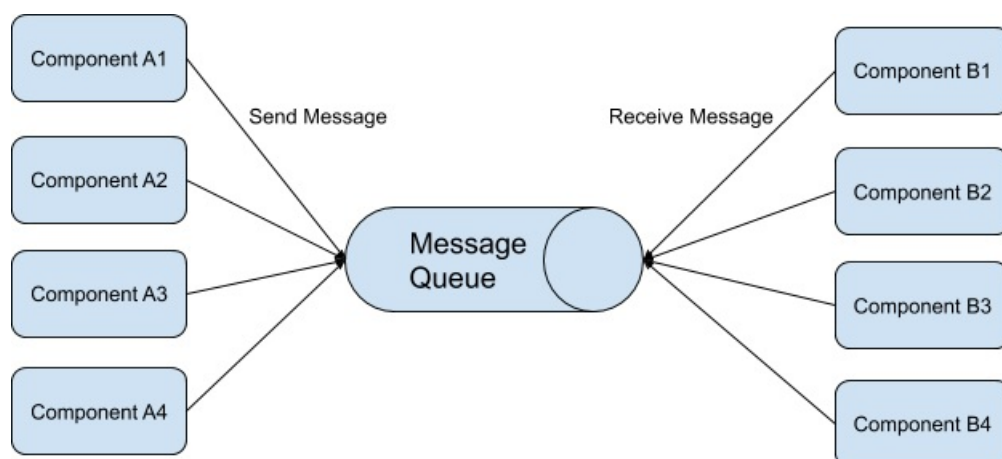 Component A1
Component A2
Component A3
Component A4
Send Message
Message
Queue
Receive Message
Component B1
Component B2
Component B3
Component B4